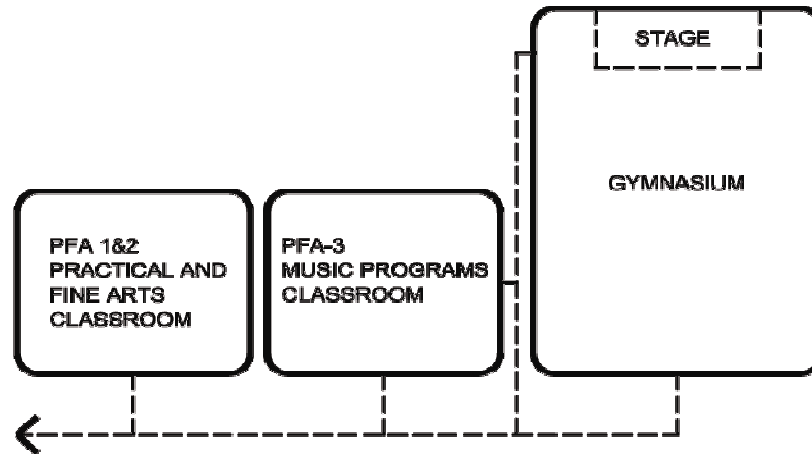 STAGE
GYMNASIUM
PFA 1&2
PRACTICAL AND
FINE ARTS
CLASSROOM
PFA-3
MUSIC PROGRAMS
CLASSROOM